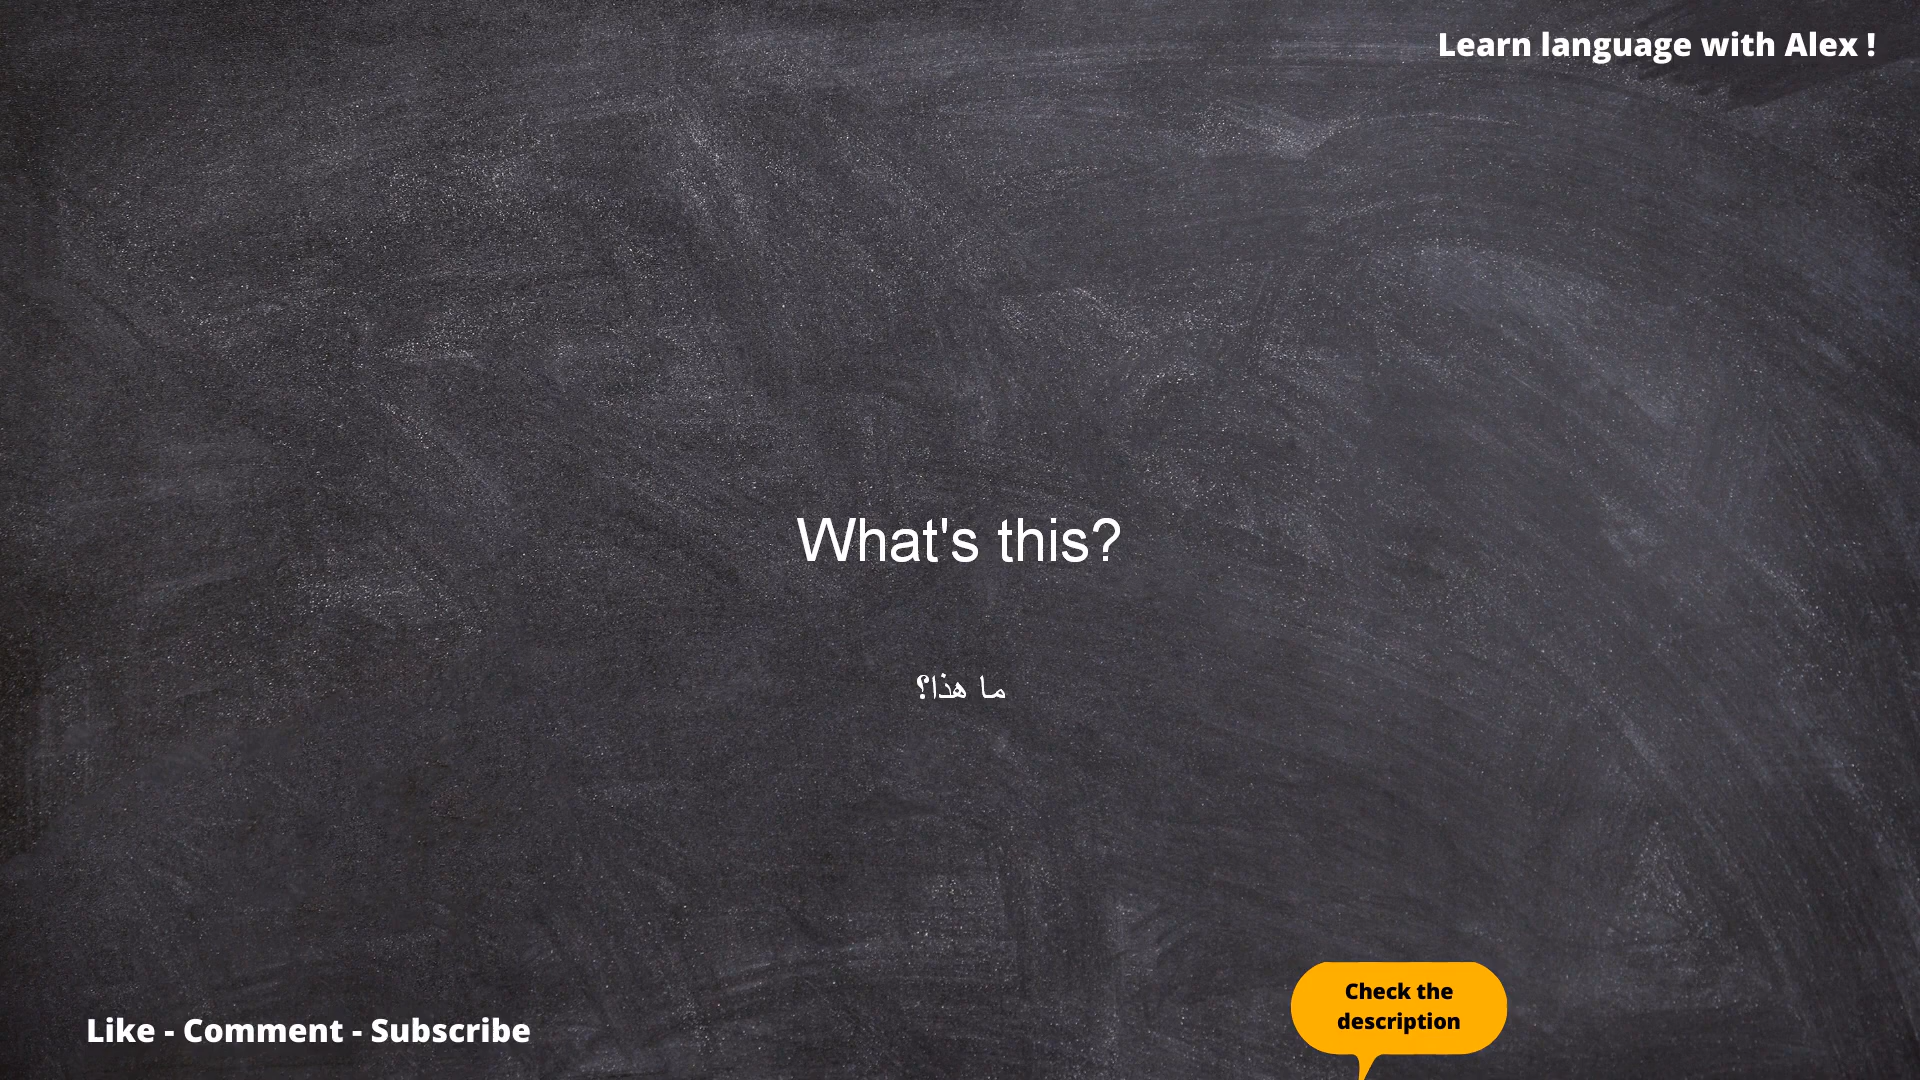 Learn language with Alex !
What's this?
ما هذا؟
Like - Comment - Subscribe
Check the
description